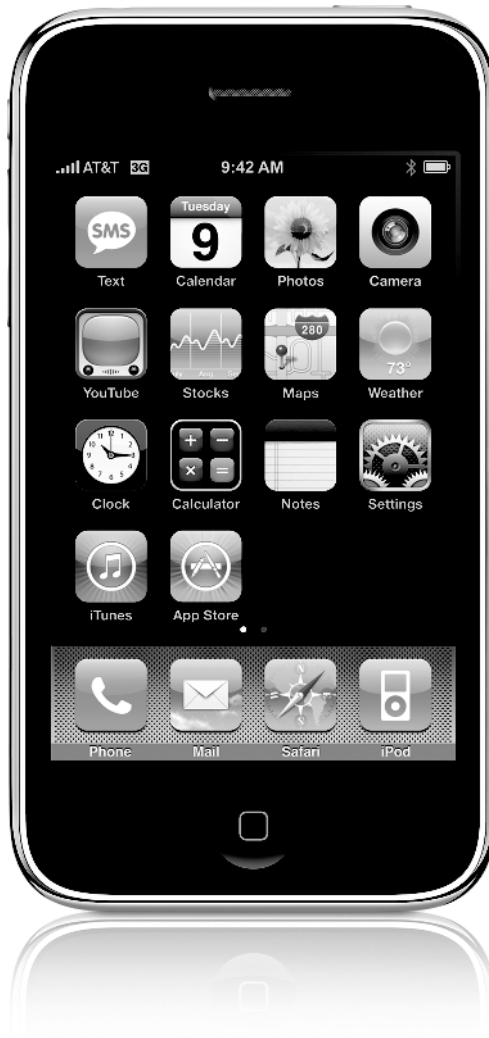 AT&T 3G 9:42 AM
SMS Tuesday 9
Text Calendar Photos Camera
280 73°
YouTube Stocks Maps Weather
Clock Calculator Notes Settings
iTunes App Store
Phone Mail Safari iPod